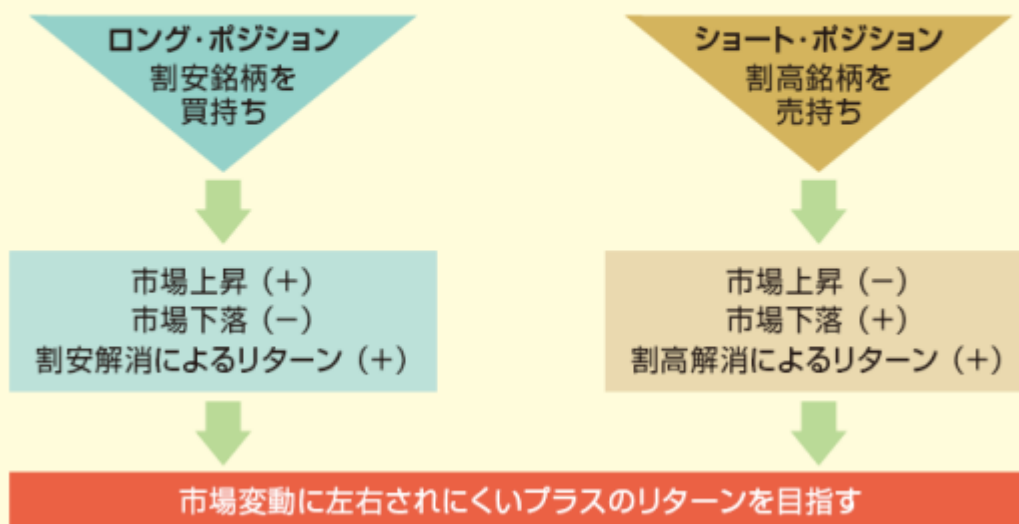 ロング・ポジション
割安銘柄を
買持ち
ショート・ポジション
割高銘柄を
売持ち
市場上昇（+）
市場下落（−）
割安解消によるリターン（+）
市場上昇（−）
市場下落（+）
割高解消によるリターン（+）
市場変動に左右されにくいプラスのリターンを目指す